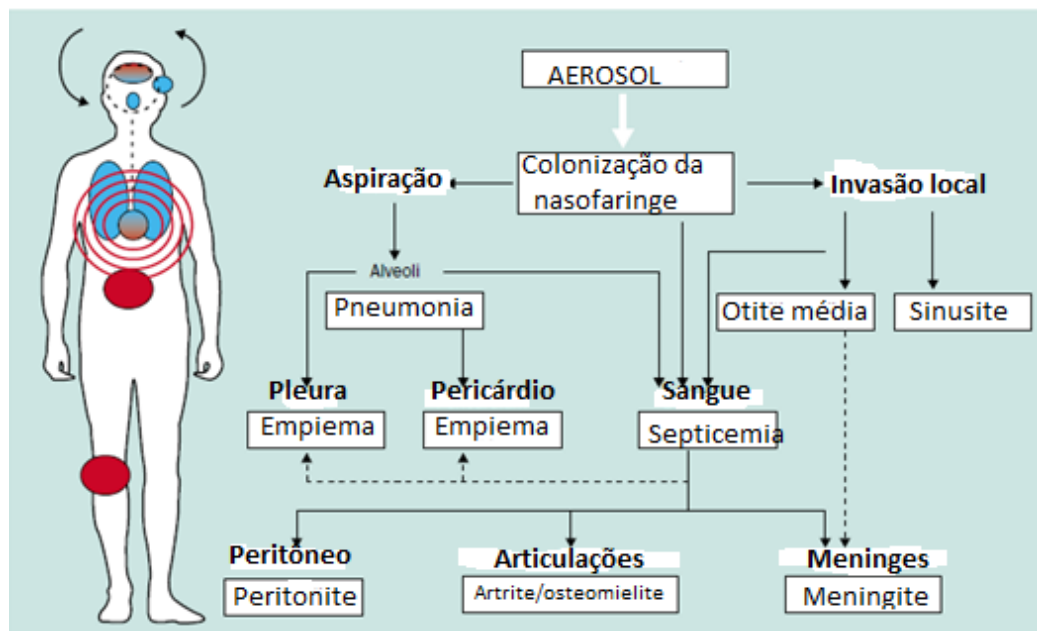 AEROSOL
Colonização da
nasofaringe
Aspiração
Invasão local
Alveoli
Pneumonia
Otite média
Sinusite
Pleura
Empiema
Pericárdio
Empiema
Sangue
Septicemia
Peritôneo
Peritonite
Articulações
Artrite/osteomielite
Meninges
Meningite